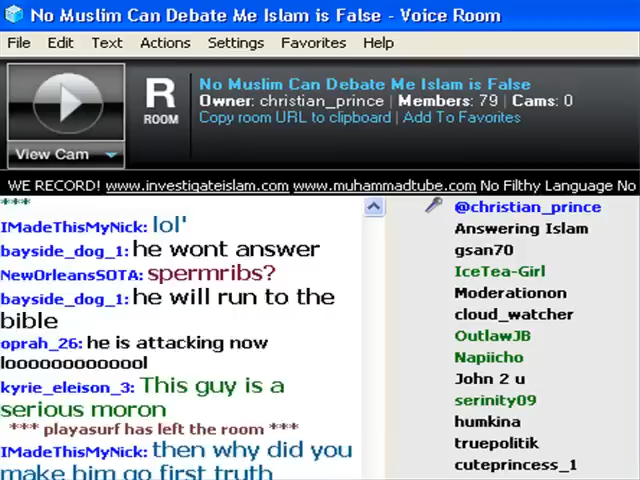 No Muslim Can Debate Me Islam is False - Voice Room
File Edit Text Actions Settings Favorites Help
R
ROOM
View Cam
No Muslim Can Debate Me Islam is False
Owner: christian_prince | Members: 79 | Cams: 0
Copy room URL to clipboard | Add To Favorites
WE RECORD! www.investigateislam.com www.muhammadtube.com No Filthy Language No
***
IMadeThisMyNick: lol'
bayside_dog_1: he wont answer
NewOrleansSOTA: spermribs?
bayside_dog_1: he will run to the
bible
oprah_26: he is attacking now
looooooooooool
kyrie_eleison_3: This guy is a
serious moron
*** playasurf has left the room ***
IMadeThisMyNick: then why did you
make him go first truth
@christian_prince
Answering Islam
gsan70
IceTea-Girl
Moderationon
cloud_watcher
OutlawJB
Napiicho
John 2 u
serinity09
humkina
truepolitik
cuteprincess_1